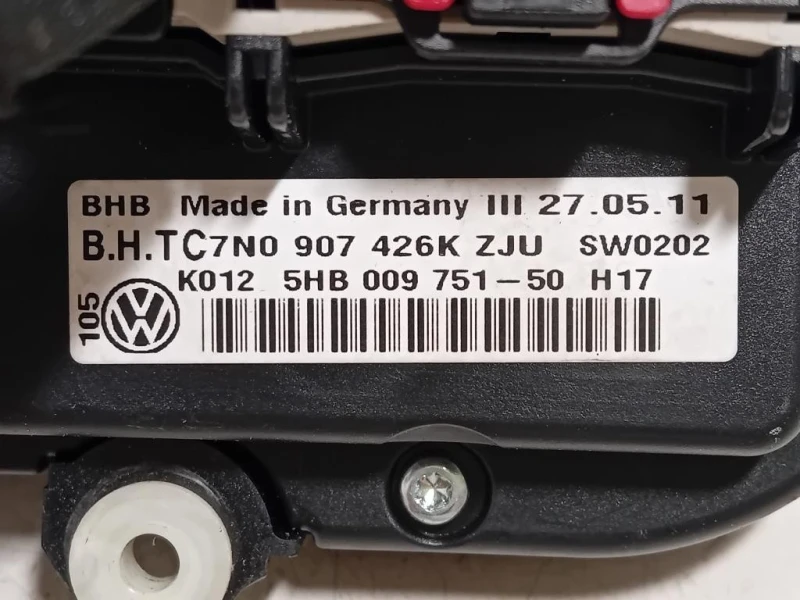 BHB Made in Germany III 27.05.11
B.H.TC7N0 907 426K ZJU SW0202
K012 5HB 009 751-50 H17
105